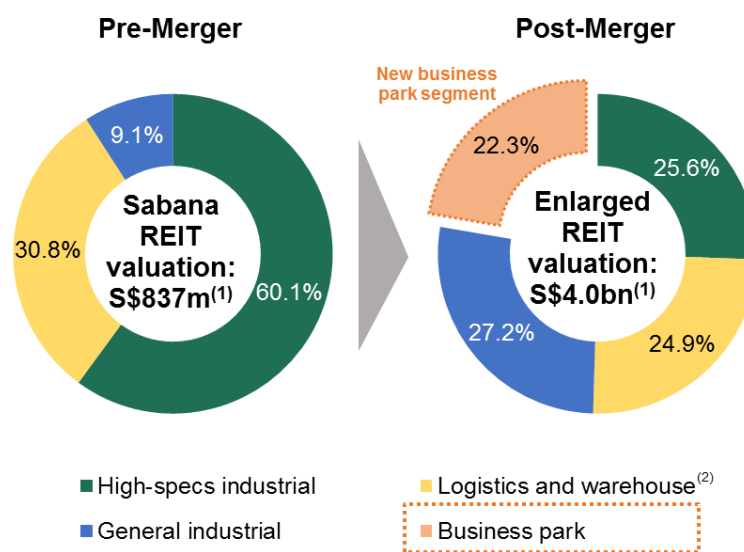 Pre-Merger
Post-Merger
New business
park segment
9.1%
30.8%
60.1%
Sabana
REIT
valuation:
S$837m(1)
22.3%
25.6%
27.2%
24.9%
Enlarged
REIT
valuation:
S$4.0bn(1)
High-specs industrial
Logistics and warehouse(2)
General industrial
Business park